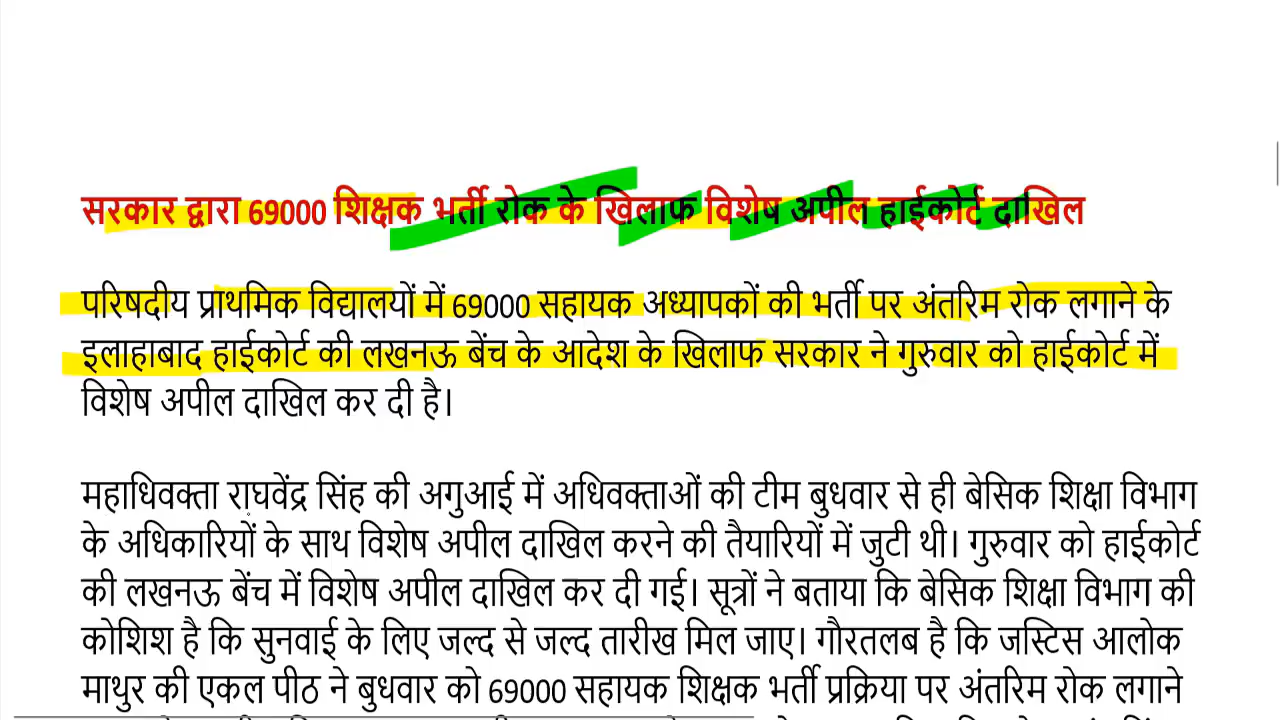 सरकार द्वारा 69000 शिक्षक भर्ती रोक के खिलाफ विशेष अपील हाईकोर्ट दाखिल
परिषदीय प्राथमिक विद्यालयों में 69000 सहायक अध्यापकों की भर्ती पर अंतरिम रोक लगाने के
इलाहाबाद हाईकोर्ट की लखनऊ बेंच के आदेश के खिलाफ सरकार ने गुरुवार को हाईकोर्ट में
विशेष अपील दाखिल कर दी है।
महाधिवक्ता राघवेंद्र सिंह की अगुआई में अधिवक्ताओं की टीम बुधवार से ही बेसिक शिक्षा विभाग
के अधिकारियों के साथ विशेष अपील दाखिल करने की तैयारियों में जुटी थी। गुरुवार को हाईकोर्ट
की लखनऊ बेंच में विशेष अपील दाखिल कर दी गई। सूत्रों ने बताया कि बेसिक शिक्षा विभाग की
कोशिश है कि सुनवाई के लिए जल्द से जल्द तारीख मिल जाए। गौरतलब है कि जस्टिस आलोक
माथुर की एकल पीठ ने बुधवार को 69000 सहायक शिक्षक भर्ती प्रक्रिया पर अंतरिम रोक लगाने